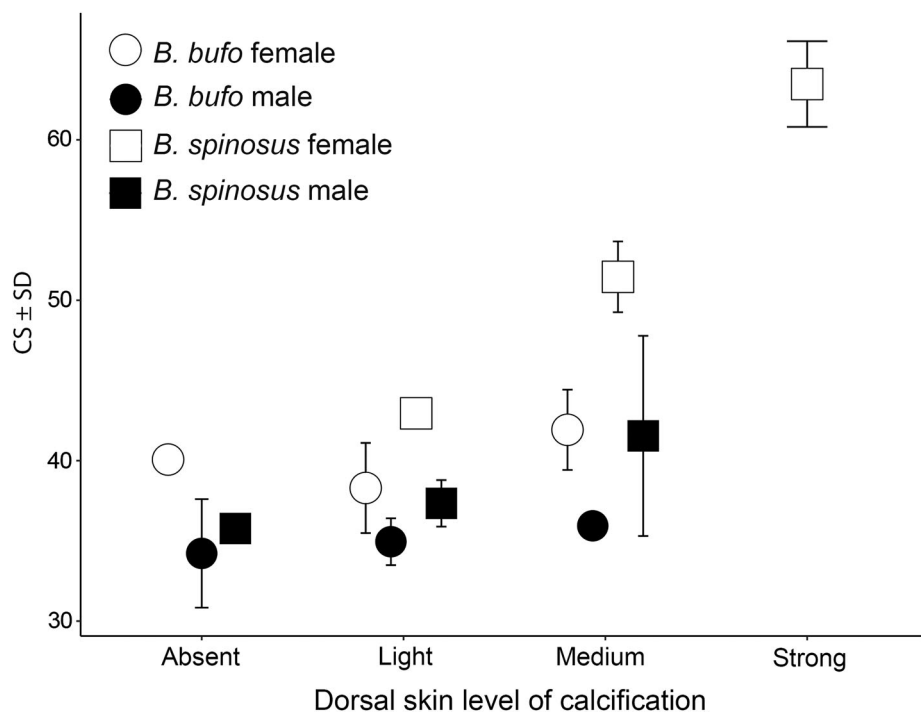 B. bufo female
B. bufo male
B. spinosus female
B. spinosus male
60
50
40
30
CS ± SD
Absent Light Medium Strong
Dorsal skin level of calcification